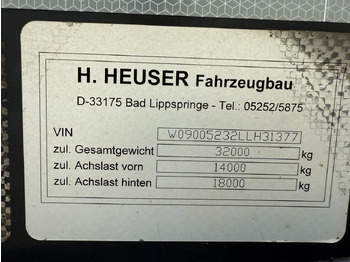 H. HEUSER Fahrzeugbau
D-33175 Bad Lippspringe - Tel.: 05252/5875
VIN W09005232LLH31377
zul. Gesamtgewicht 32000 kg
zul. Achslast vorn 14000 kg
zul. Achslast hinten 18000 kg